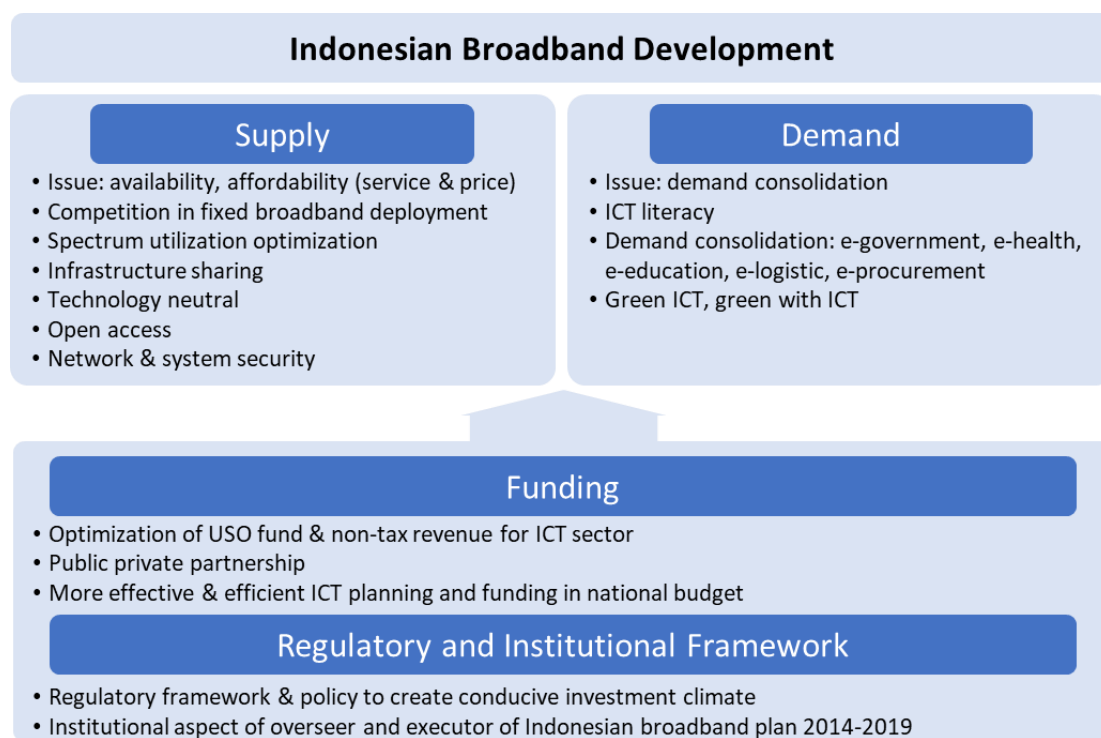 Indonesian Broadband Development
Supply
• Issue: availability, affordability (service & price)
• Competition in fixed broadband deployment
• Spectrum utilization optimization
• Infrastructure sharing
• Technology neutral
• Open access
• Network & system security
Demand
• Issue: demand consolidation
• ICT literacy
• Demand consolidation: e-government, e-health,
e-education, e-logistic, e-procurement
• Green ICT, green with ICT
Funding
• Optimization of USO fund & non-tax revenue for ICT sector
• Public private partnership
• More effective & efficient ICT planning and funding in national budget
Regulatory and Institutional Framework
• Regulatory framework & policy to create conducive investment climate
• Institutional aspect of overseer and executor of Indonesian broadband plan 2014-2019